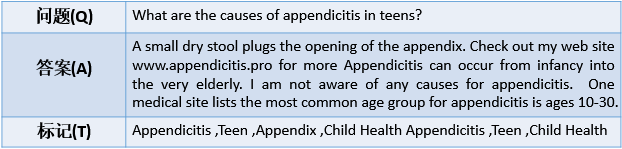 问题(Q) What are the causes of appendicitis in teens?
答案(A) A small dry stool plugs the opening of the appendix. Check out my web site
www.appendicitis.pro for more Appendicitis can occur from infancy into
the very elderly. I am not aware of any causes for appendicitis. One
medical site lists the most common age group for appendicitis is ages 10-30.
标记(T) Appendicitis ,Teen ,Appendix ,Child Health Appendicitis ,Teen ,Child Health